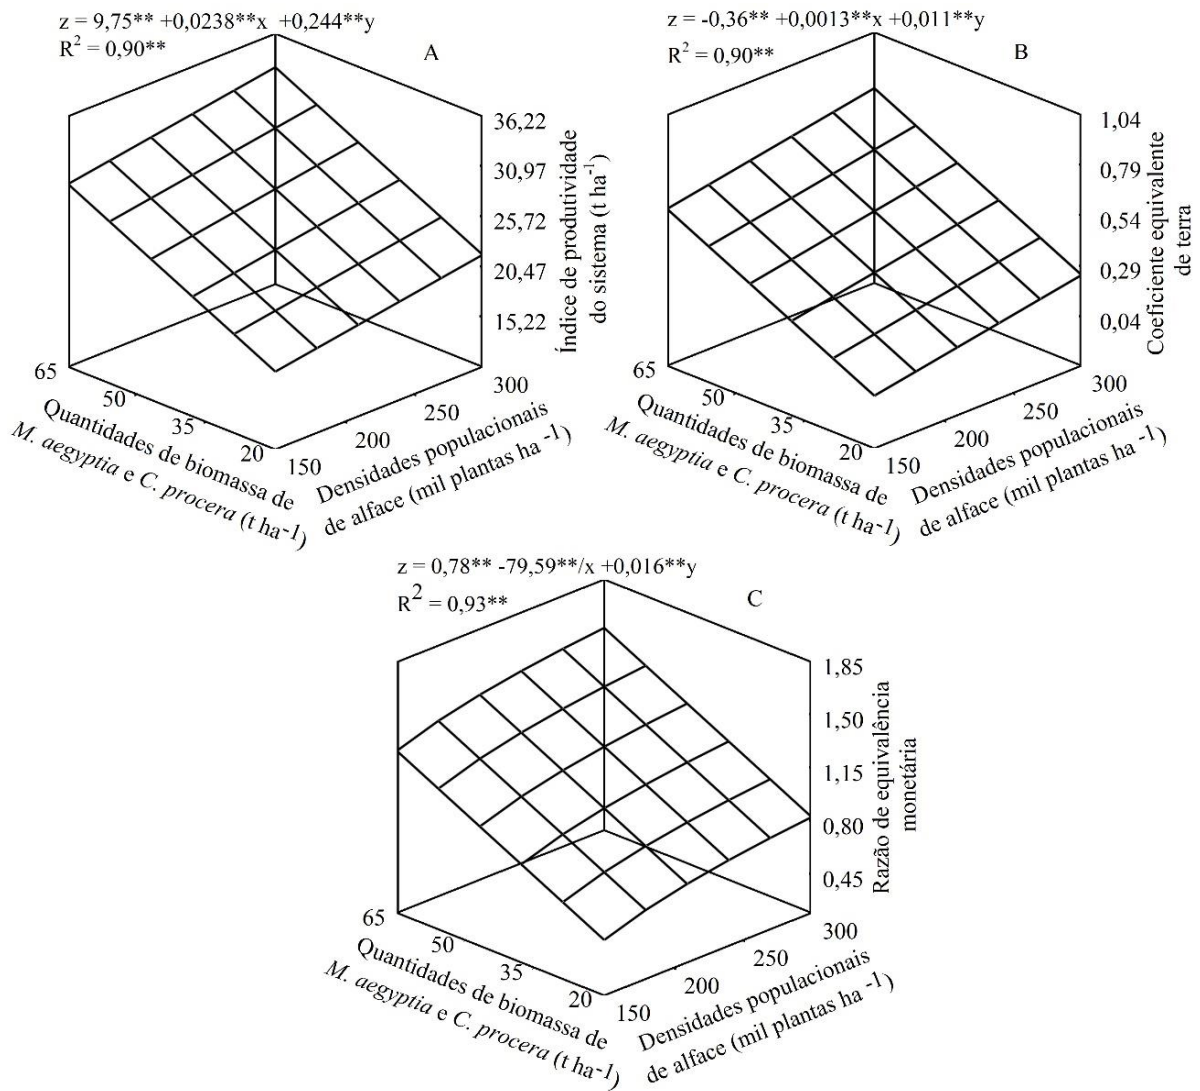 z = 9,75** +0,0238**x +0,244**y
R² = 0,90**
A
36,22
30,97
25,72
20,47
15,22
Índice de produtividade
do sistema (t ha⁻¹)
65
50
35
20
Quantidades de biomassa de
M. aegyptia e C. procera (t ha-1)
150
200
250
300
Densidades populacionais
de alface (mil plantas ha -1)
z = -0,36** +0,0013**x +0,011**y
R² = 0,90**
B
1,04
0,79
0,54
0,29
0,04
Coeficiente equivalente
de terra
65
50
35
20
Quantidades de biomassa de
M. aegyptia e C. procera (t ha-1)
150
200
250
300
Densidades populacionais
de alface (mil plantas ha -1)
z = 0,78** -79,59**/x +0,016**y
R² = 0,93**
C
1,85
1,50
1,15
0,80
0,45
Razão de equivalência
monetária
65
50
35
20
Quantidades de biomassa de
M. aegyptia e C. procera (t ha-1)
150
200
250
300
Densidades populacionais
de alface (mil plantas ha -1)